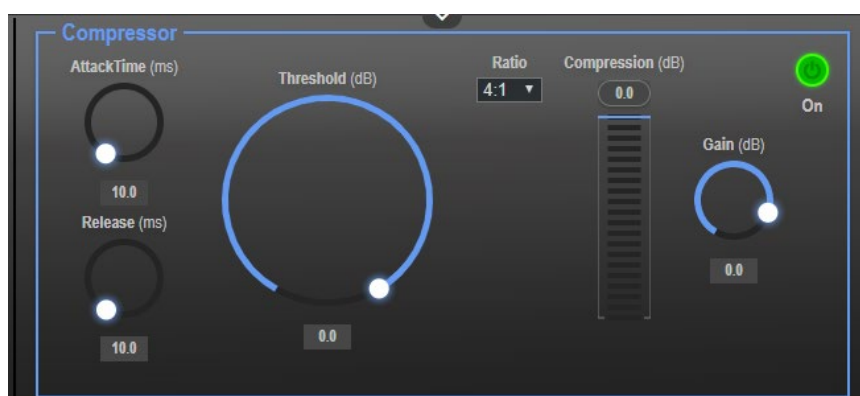 Compressor
AttackTime (ms)
10.0
Release (ms)
10.0
Threshold (dB)
0.0
Ratio
4:1
Compression (dB)
0.0
Gain (dB)
0.0
On